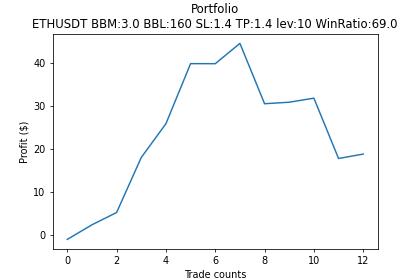 Portfolio
ETHUSDT BBM:3.0 BBL:160 SL:1.4 TP:1.4 lev:10 WinRatio:69.0
40
30
20
10
0
Profit ($)
0 2 4 6 8 10 12
Trade counts